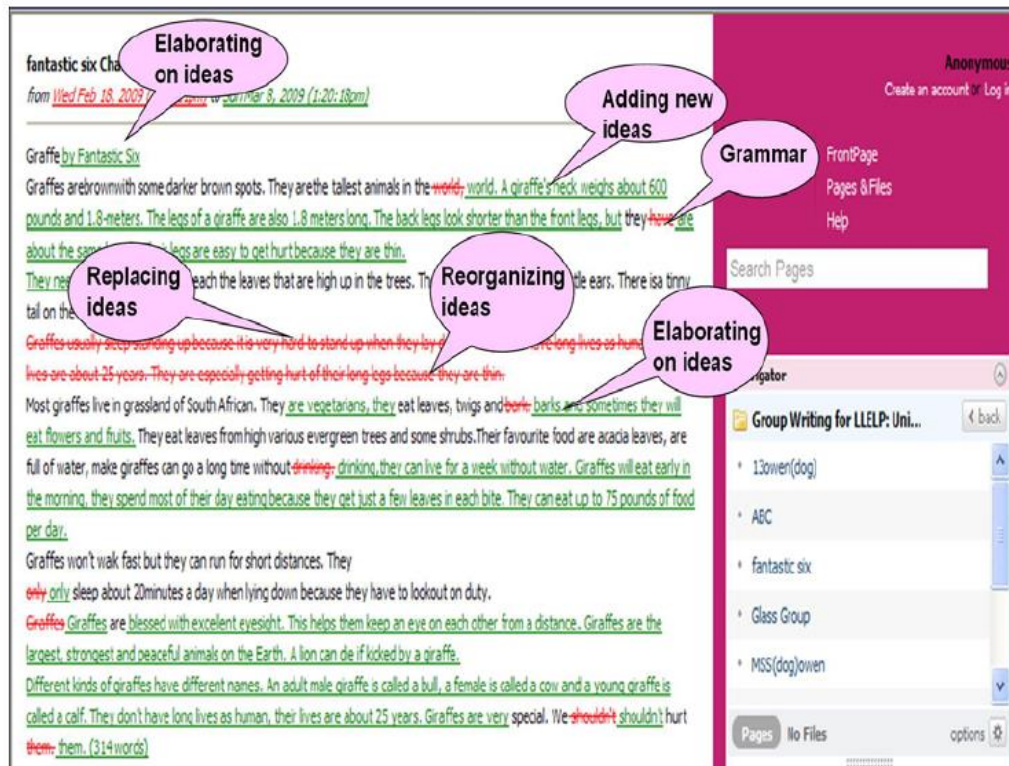 fantastic six Cha
from Wed Feb 18, 2009 to Sun Mar 8, 2009 (1:20:18pm)
Elaborating
on ideas
Adding new
ideas
Grammar
Graffe by Fantastic Six
Graffes arebrownwith some darker brown spots. They arethe tallest animals in the world, world. A giraffe's neck weighs about 600
pounds and 1.8-meters. The legs of a giraffe are also 1.8 meters long. The back legs look shorter than the front legs, but they have are
about the same legs are easy to get hurt because they are thin.
They nee each the leaves that are high up in the trees. Th tle ears. There isa tinny
tail on the
Replacing
ideas
Reorganizing
ideas
Elaborating
on ideas
Graffes usually sleep standing up because it is very hard to stand up when they lay long lives as huma
lives are about 25 years. They are especially getting hurt of their long legs because they are thin.
Most giraffes live in grassland of South African. They are vegetarians, they eat leaves, twigs and bark. barks and sometimes they will
eat flowers and fruits. They eat leaves from high various evergreen trees and some shrubs.Their favourite food are acacia leaves, are
full of water, make giraffes can go a long time without drinking. drinking,they can live for a week without water. Giraffes will eat early in
the morning, they spend most of their day eating because they get just a few leaves in each bite. They can eat up to 75 pounds of food
per day.
Graffes won't wak fast but they can run for short distances. They
only only sleep about 20minutes a day when lying down because they have to lockout on duty.
Graffes Giraffes are blessed with excellent eyesight. This helps them keep an eye on each other from a distance. Giraffes are the
largest, strongest and peaceful animals on the Earth. A lion can de if kicked by a giraffe.
Different kinds of giraffes have different names. An adult male giraffe is called a bull, a female is called a cow and a young giraffe is
called a calf. They don't have long lives as human, their lives are about 25 years. Giraffes are very special. We shouldn't shouldn't hurt
them. them. (314words)
Anonymous
Create an account or Log in
FrontPage
Pages & Files
Help
Search Pages
igator
Group Writing for LLELP: Uni...
back
13owen(dog)
ABC
fantastic six
Glass Group
MSS(dog)owen
Pages No Files options